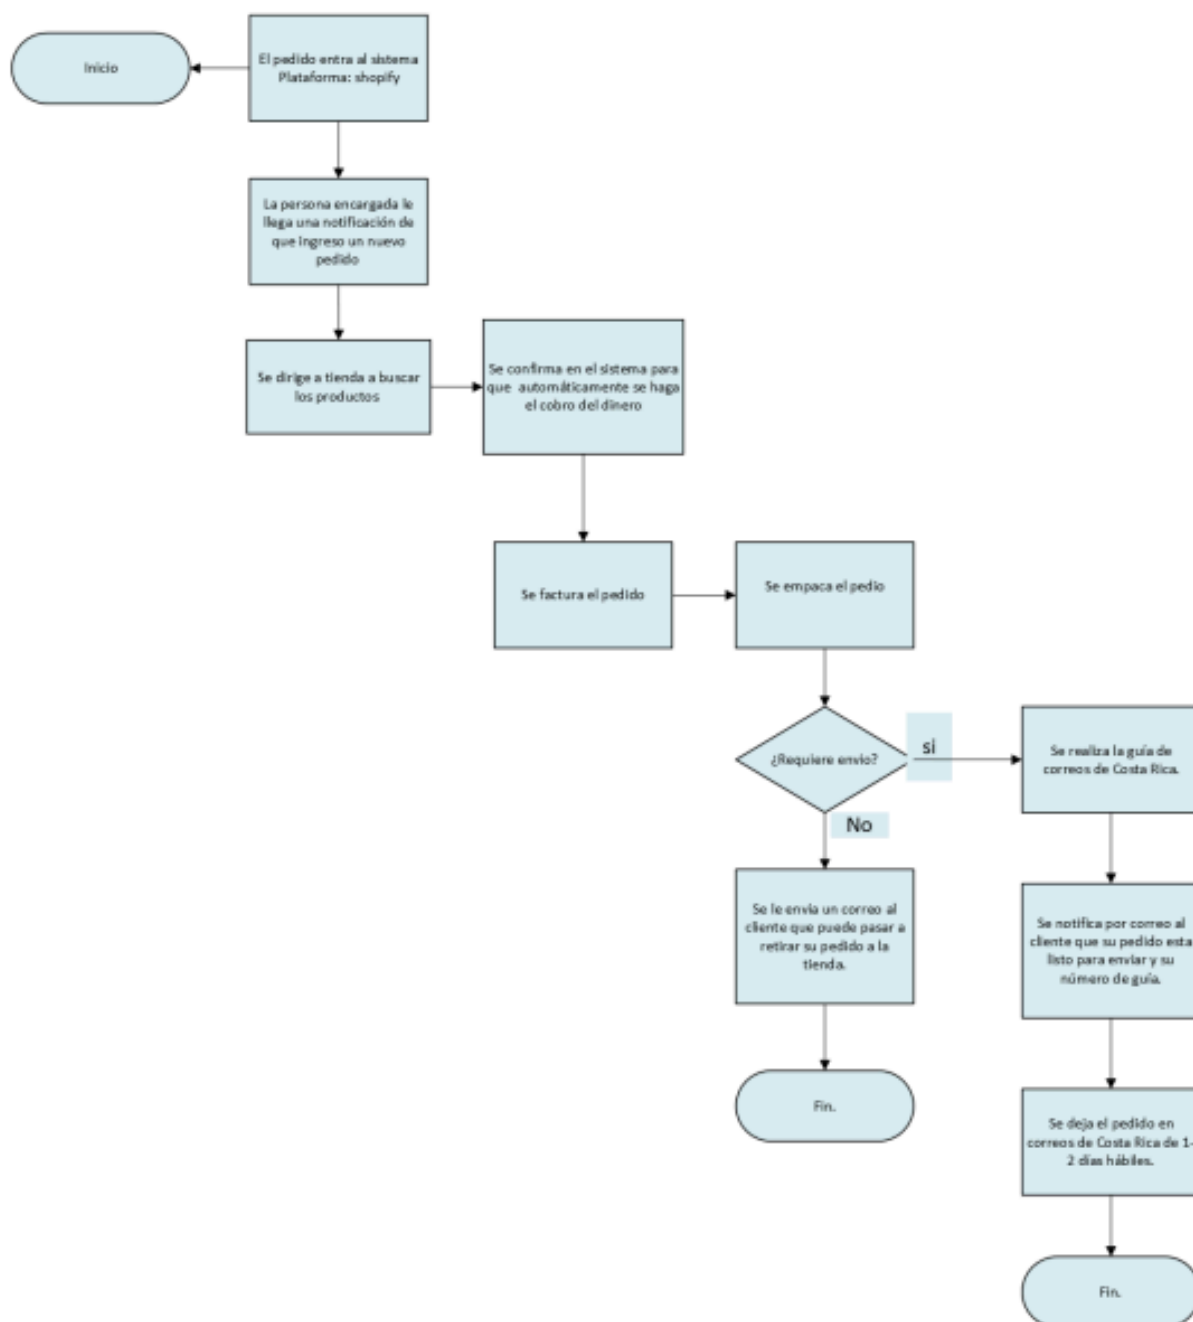 Inicio
El pedido entra al sistema
Plataforma: shopify
La persona encargada le
llega una notificación de
que ingreso un nuevo
pedido
Se dirige a tienda a buscar
los productos
Se confirma en el sistema para
que automáticamente se haga
el cobro del dinero
Se factura el pedido
Se empaca el pedio
¿Requiere envio?
si
No
Se realiza la guía de
correos de Costa Rica.
Se le envia un correo al
cliente que puede pasar a
retirar su pedido a la
tienda.
Se notifica por correo al
cliente que su pedido esta
listo para enviar y su
número de guía.
Fin.
Se deja el pedido en
correos de Costa Rica de 1-
2 días hábiles.
Fin.